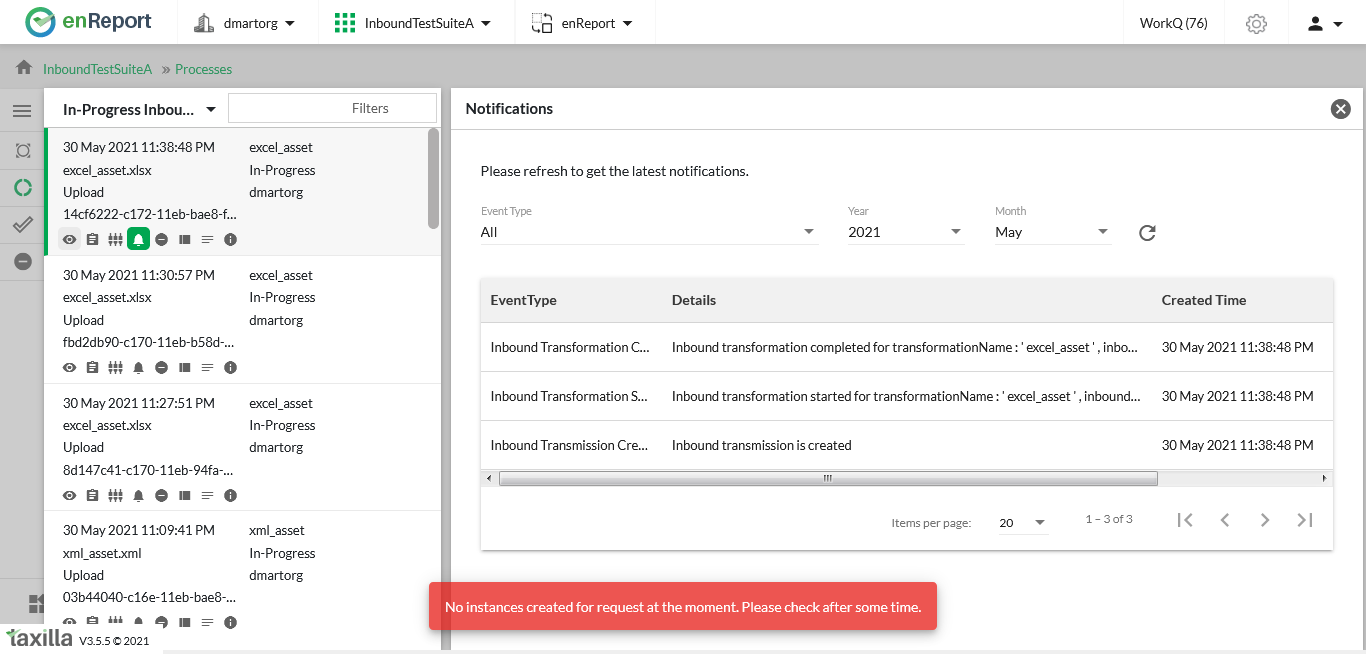 enReport
dmartorg
InboundTestSuiteA
enReport
WorkQ (76)
InboundTestSuiteA » Processes
In-Progress Inbou...
Filters
30 May 2021 11:38:48 PM excel_asset
excel_asset.xlsx In-Progress
Upload dmartorg
14cf6222-c172-11eb-bae8-f...
30 May 2021 11:30:57 PM excel_asset
excel_asset.xlsx In-Progress
Upload dmartorg
fbd2db90-c170-11eb-b58d-...
30 May 2021 11:27:51 PM excel_asset
excel_asset.xlsx In-Progress
Upload dmartorg
8d147c41-c170-11eb-94fa-...
30 May 2021 11:09:41 PM xml_asset
xml_asset.xml In-Progress
Upload dmartorg
03b44040-c16e-11eb-bae8-...
taxilla V3.5.5 © 2021
Notifications
Please refresh to get the latest notifications.
Event Type Year Month
All 2021 May
EventType Details Created Time
Inbound Transformation C... Inbound transformation completed for transformationName : ' excel_asset ' , inbo... 30 May 2021 11:38:48 PM
Inbound Transformation S... Inbound transformation started for transformationName : ' excel_asset ' , inbound... 30 May 2021 11:38:48 PM
Inbound Transmission Cre... Inbound transmission is created 30 May 2021 11:38:48 PM
Items per page: 20 1 – 3 of 3
No instances created for request at the moment. Please check after some time.